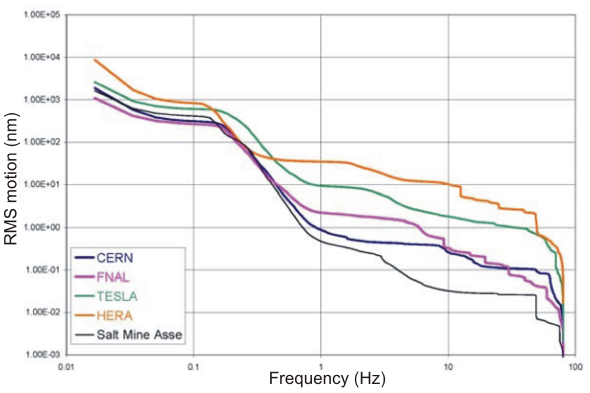 1.00E+05
1.00E+04
1.00E+03
1.00E+02
1.00E+01
1.00E+00
1.00E-01
1.00E-02
1.00E-03
RMS motion (nm)
CERN
FNAL
TESLA
HERA
Salt Mine Asse
0.01 0.1 1 10 100
Frequency (Hz)